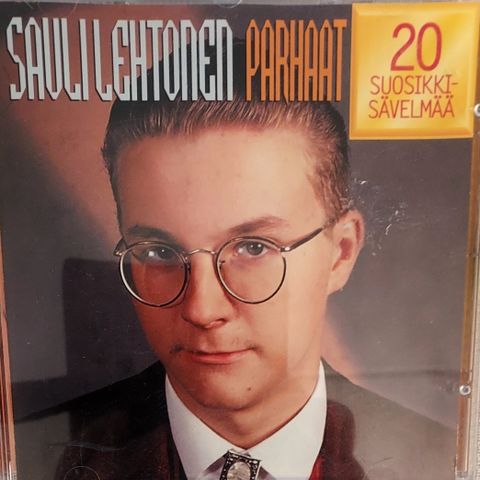 SAULI LEHTONEN PARHAAT
20
SUOSIKKI-
SÄVELMÄÄ